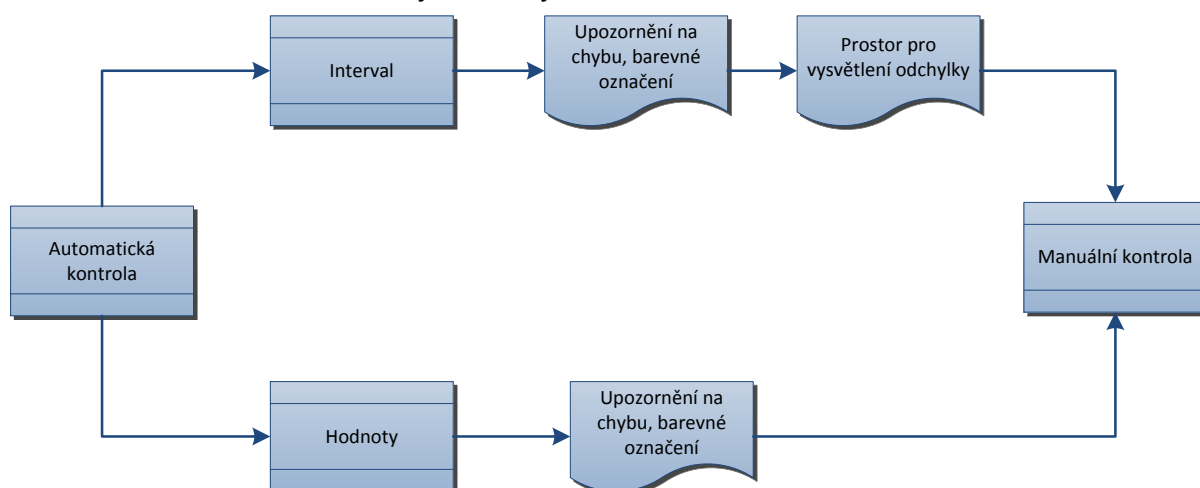 Upozornění na
chybu, barevné
označení
Prostor pro
vysvětlení odchylky
Interval
Automatická
kontrola
Manuální kontrola
Hodnoty
Upozornění na
chybu, barevné
označení